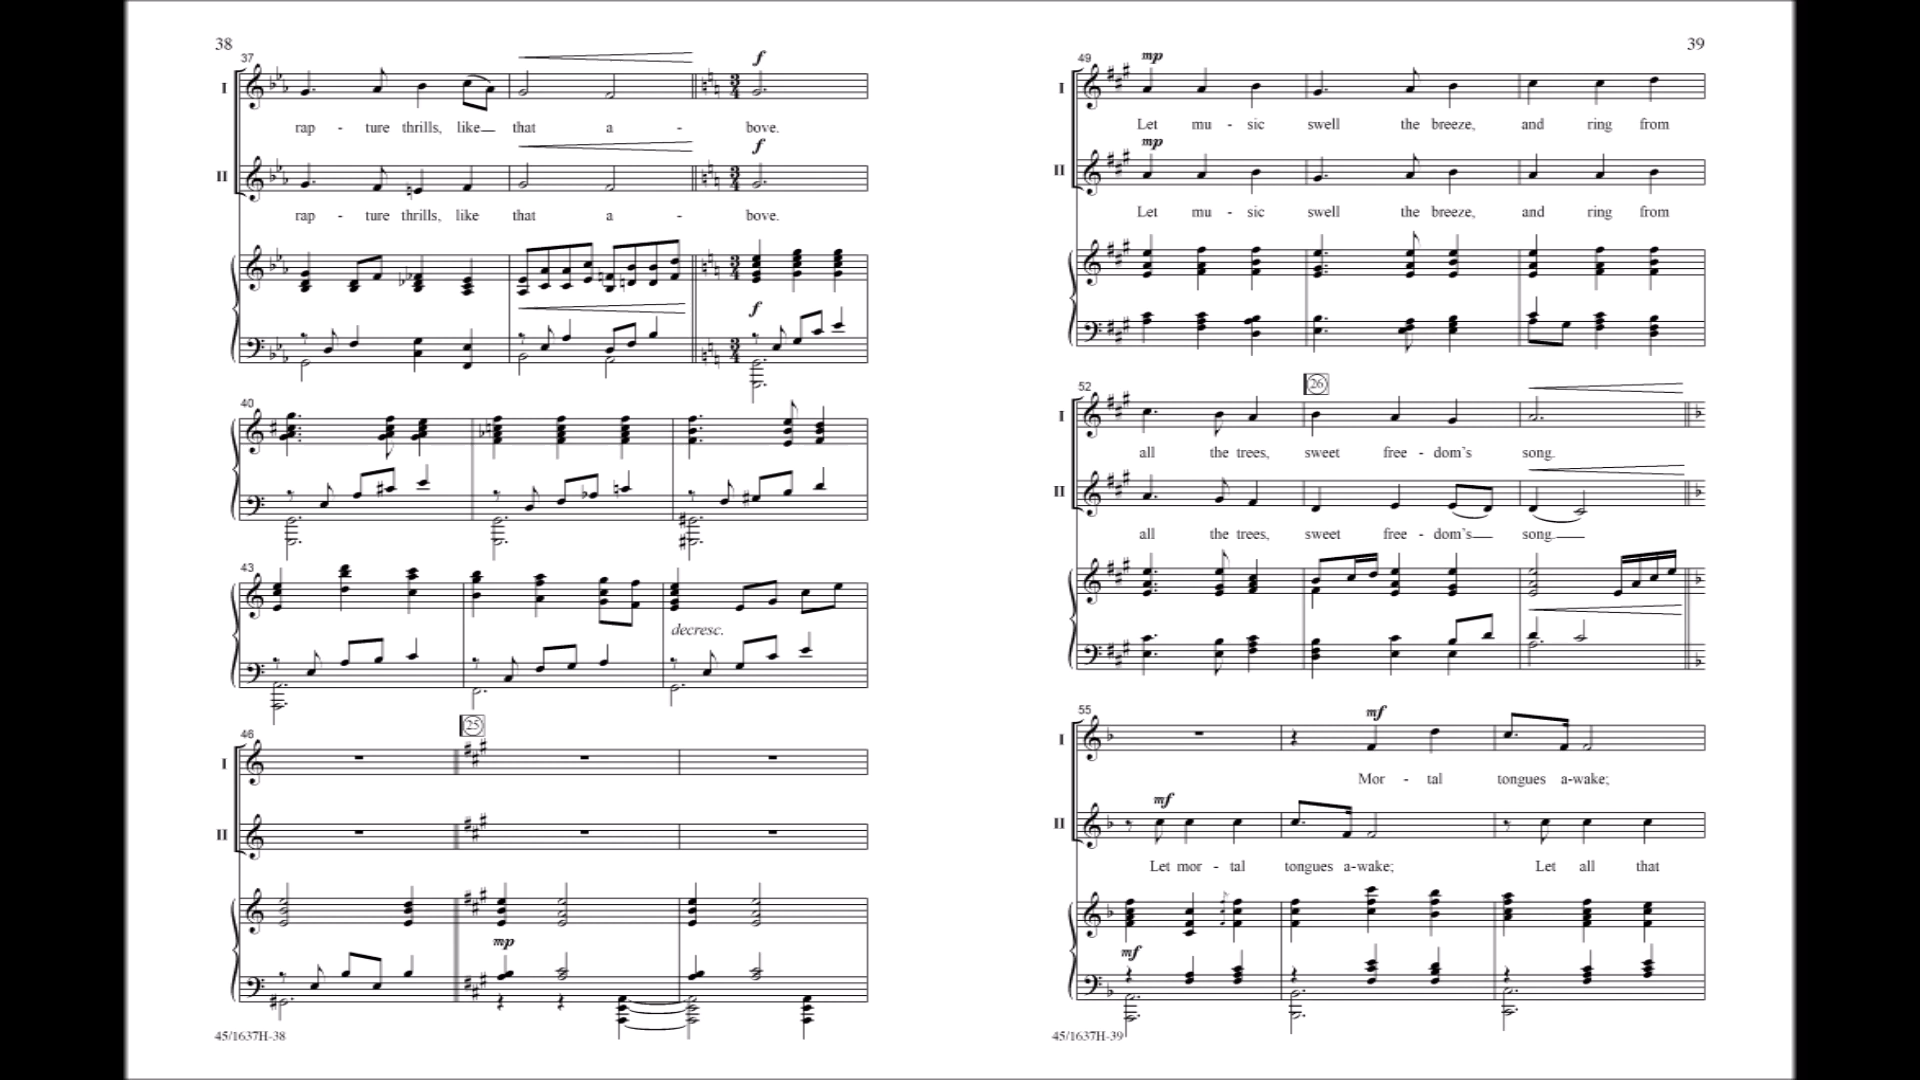 38
37
f
I
rap - ture thrills, like that a - bove.
f
II
rap - ture thrills, like that a - bove.
f
40
43
decresc.
25
46
I
II
mp
45/1637H-38
39
49
mp
I
Let mu - sic swell the breeze, and ring from
mp
II
Let mu - sic swell the breeze, and ring from
26
52
I
all the trees, sweet free - dom's song.
II
all the trees, sweet free - dom's song.
55
mf
I
Mor - tal tongues a-wake;
mf
II
Let mor - tal tongues a-wake; Let all that
mf
45/1637H-39